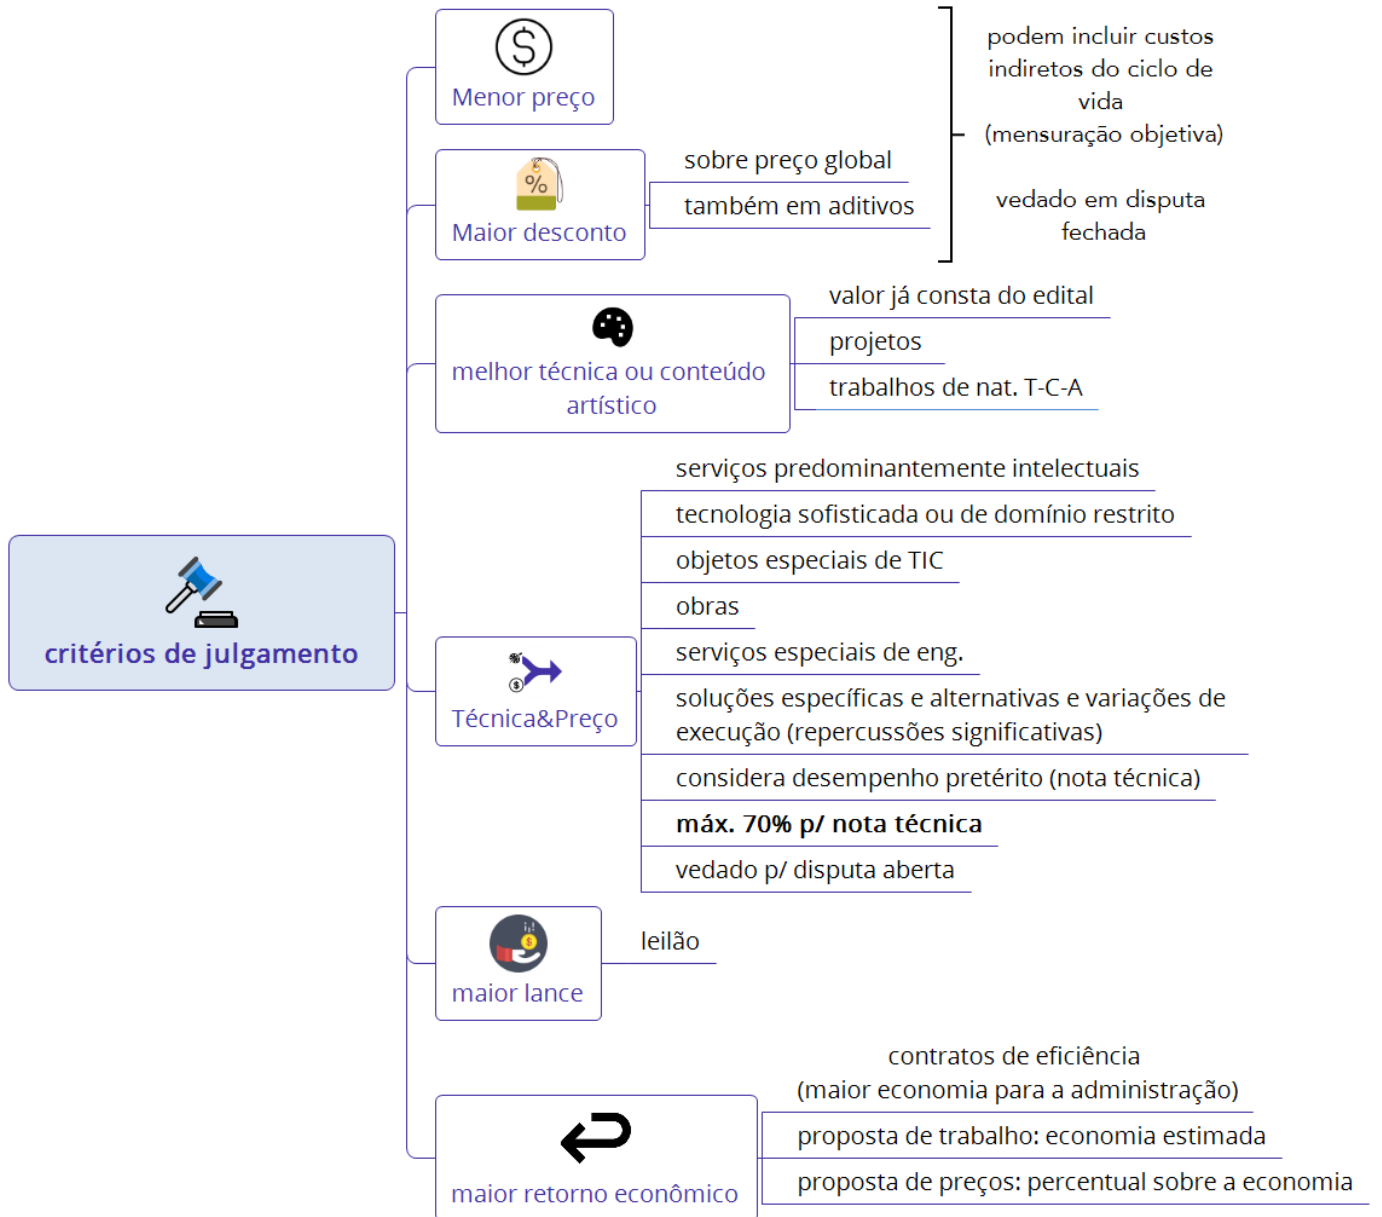 critérios de julgamento
$
Menor preço
%
Maior desconto
sobre preço global
também em aditivos
podem incluir custos
indiretos do ciclo de
vida
(mensuração objetiva)
vedado em disputa
fechada
melhor técnica ou conteúdo
artístico
valor já consta do edital
projetos
trabalhos de nat. T-C-A
$
Técnica&Preço
serviços predominantemente intelectuais
tecnologia sofisticada ou de domínio restrito
objetos especiais de TIC
obras
serviços especiais de eng.
soluções específicas e alternativas e variações de
execução (repercussões significativas)
considera desempenho pretérito (nota técnica)
máx. 70% p/ nota técnica
vedado p/ disputa aberta
$
maior lance
leilão
maior retorno econômico
contratos de eficiência
(maior economia para a administração)
proposta de trabalho: economia estimada
proposta de preços: percentual sobre a economia